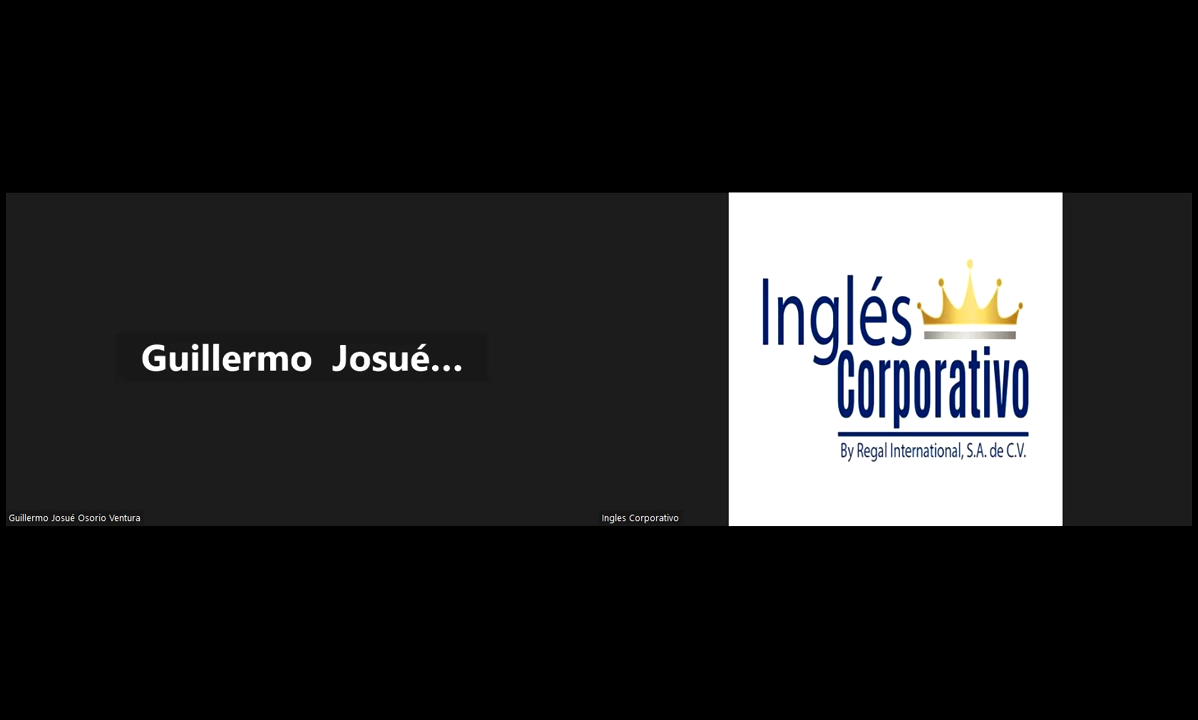 Guillermo Josué...
Guillermo Josué Osorio Ventura
Inglés
Corporativo
By Regal International, S.A. de C.V.
Ingles Corporativo